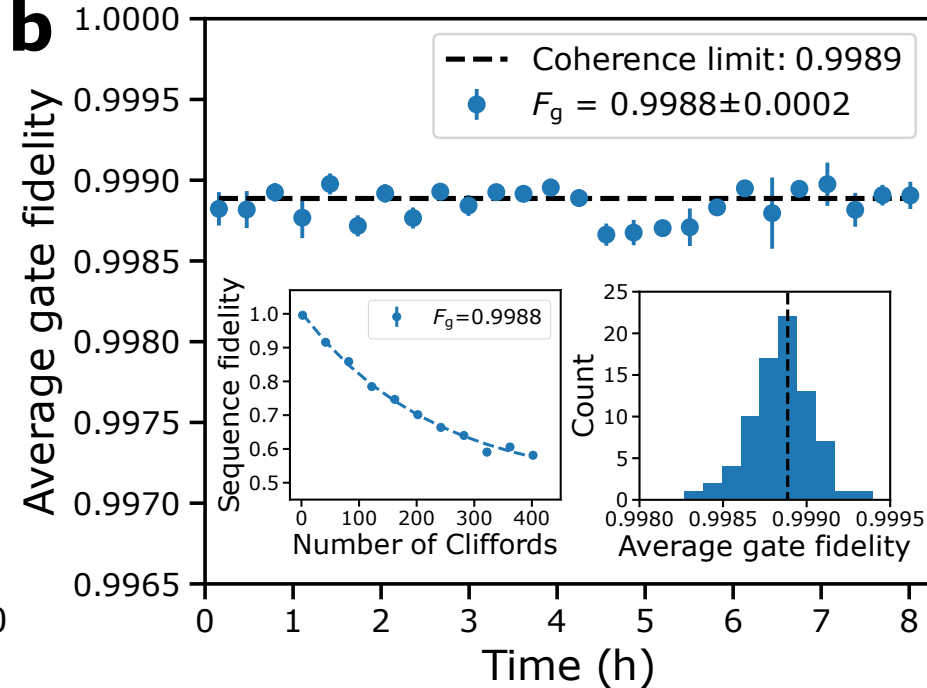 b
1.0000
0.9995
0.9990
0.9985
0.9980
0.9975
0.9970
0.9965
Average gate fidelity
Coherence limit: 0.9989
Fg = 0.9988±0.0002
Sequence fidelity
1.0
0.9
0.8
0.7
0.6
0.5
Fg=0.9988
0 100 200 300 400
Number of Cliffords
Count
25
20
15
10
5
0
0.9980 0.9985 0.9990 0.9995
Average gate fidelity
0 1 2 3 4 5 6 7 8
Time (h)